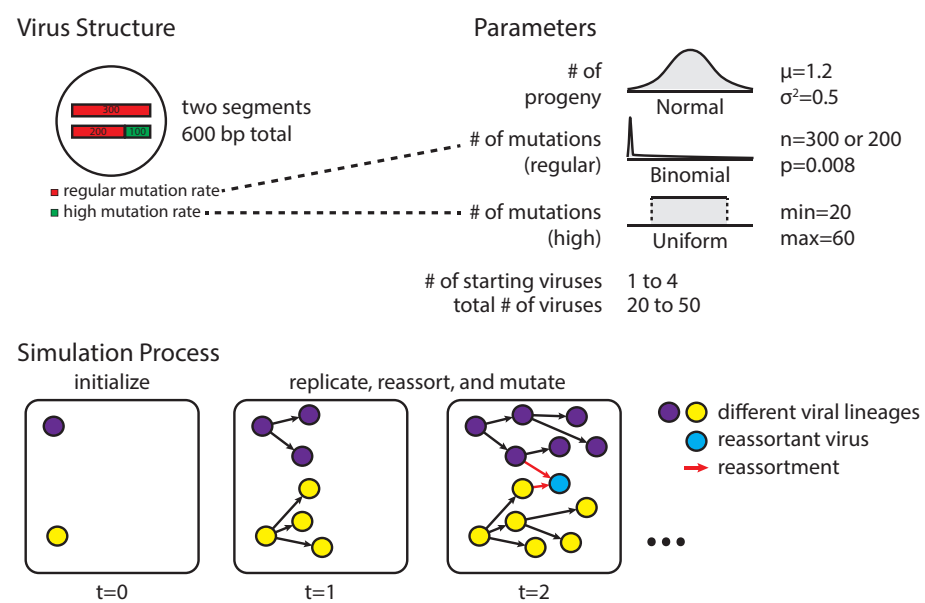 Virus Structure
300
200 100
two segments
600 bp total
regular mutation rate
high mutation rate
Parameters
# of
progeny
Normal
μ=1.2
σ²=0.5
# of mutations
(regular)
Binomial
n=300 or 200
p=0.008
# of mutations
(high)
Uniform
min=20
max=60
# of starting viruses 1 to 4
total # of viruses 20 to 50
Simulation Process
initialize
replicate, reassort, and mutate
different viral lineages
reassortant virus
reassortment
t=0
t=1
t=2